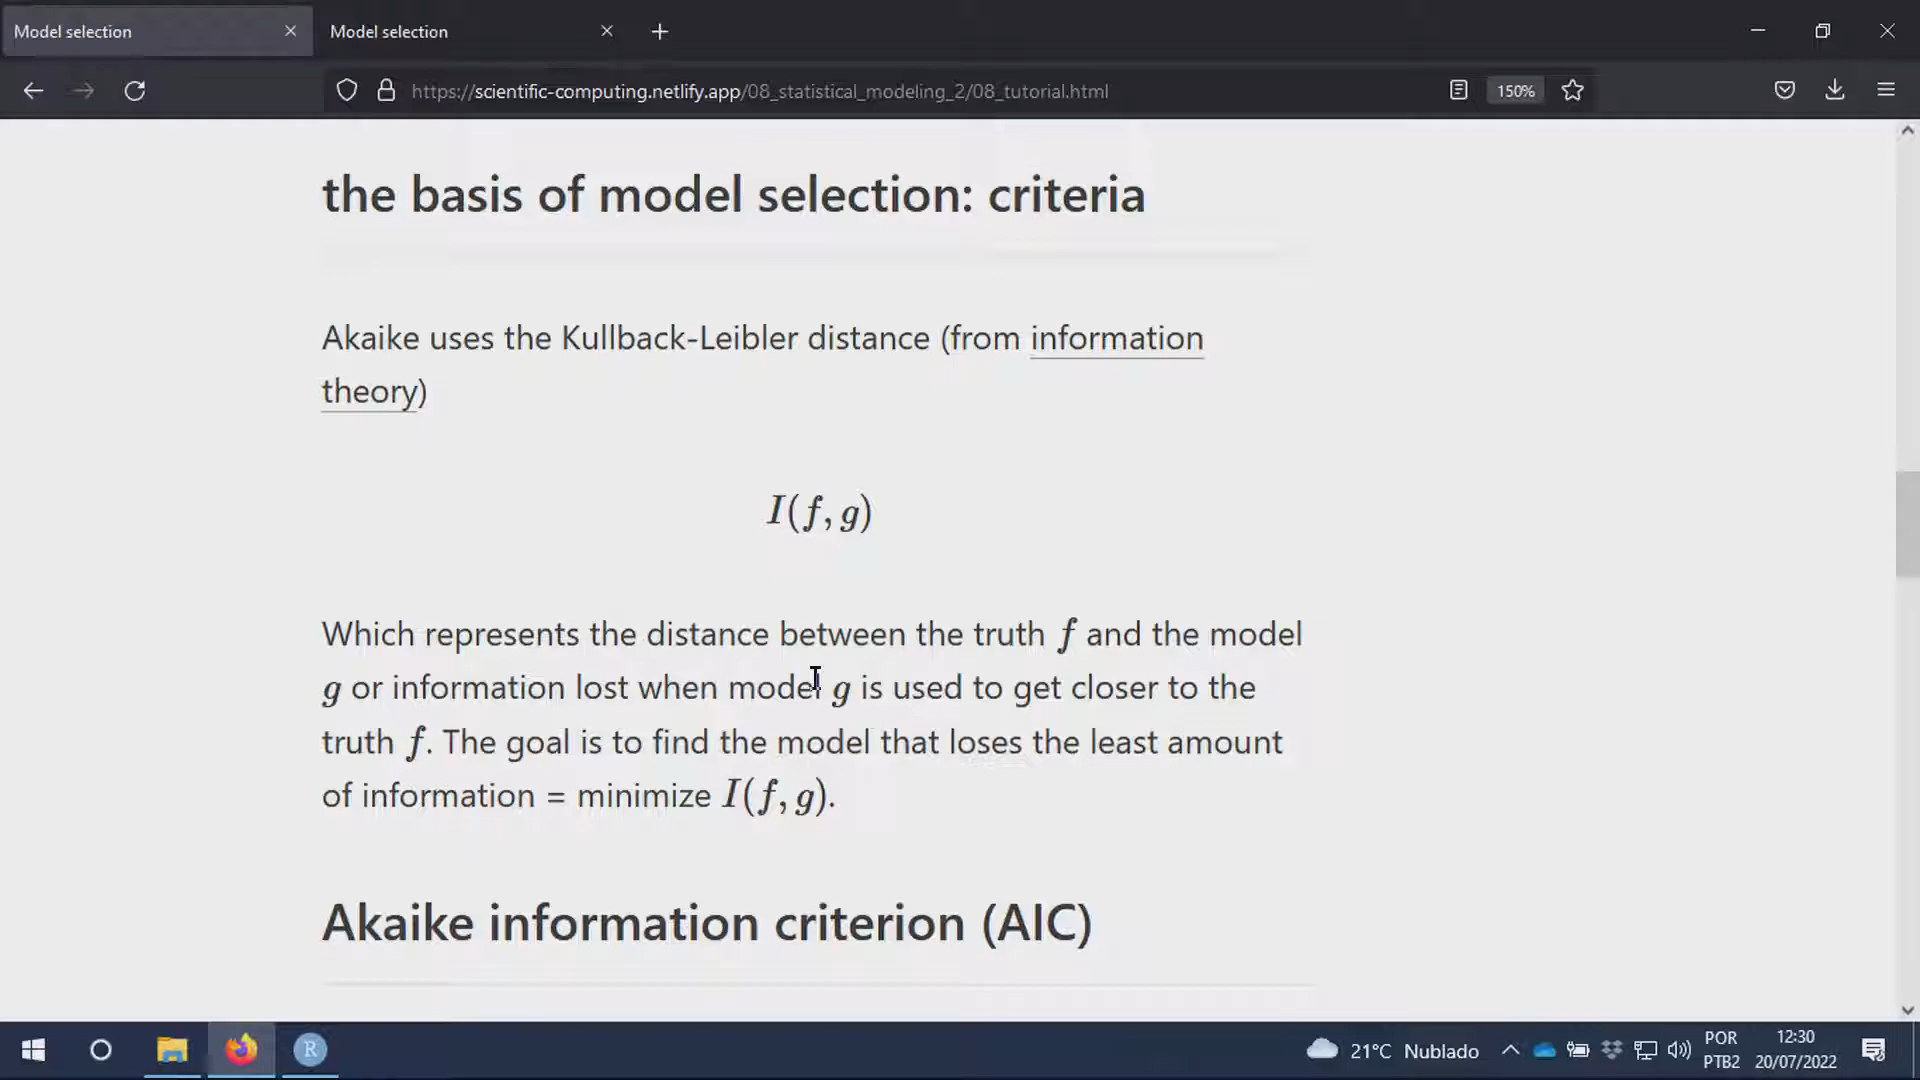 Model selection
Model selection
https://scientific-computing.netlify.app/08_statistical_modeling_2/08_tutorial.html
150%
the basis of model selection: criteria
Akaike uses the Kullback-Leibler distance (from information
theory)
I(f, g)
Which represents the distance between the truth f and the model
g or information lost when model g is used to get closer to the
truth f. The goal is to find the model that loses the least amount
of information = minimize I(f, g).
Akaike information criterion (AIC)
R
21°C Nublado
POR
PTB2
12:30
20/07/2022